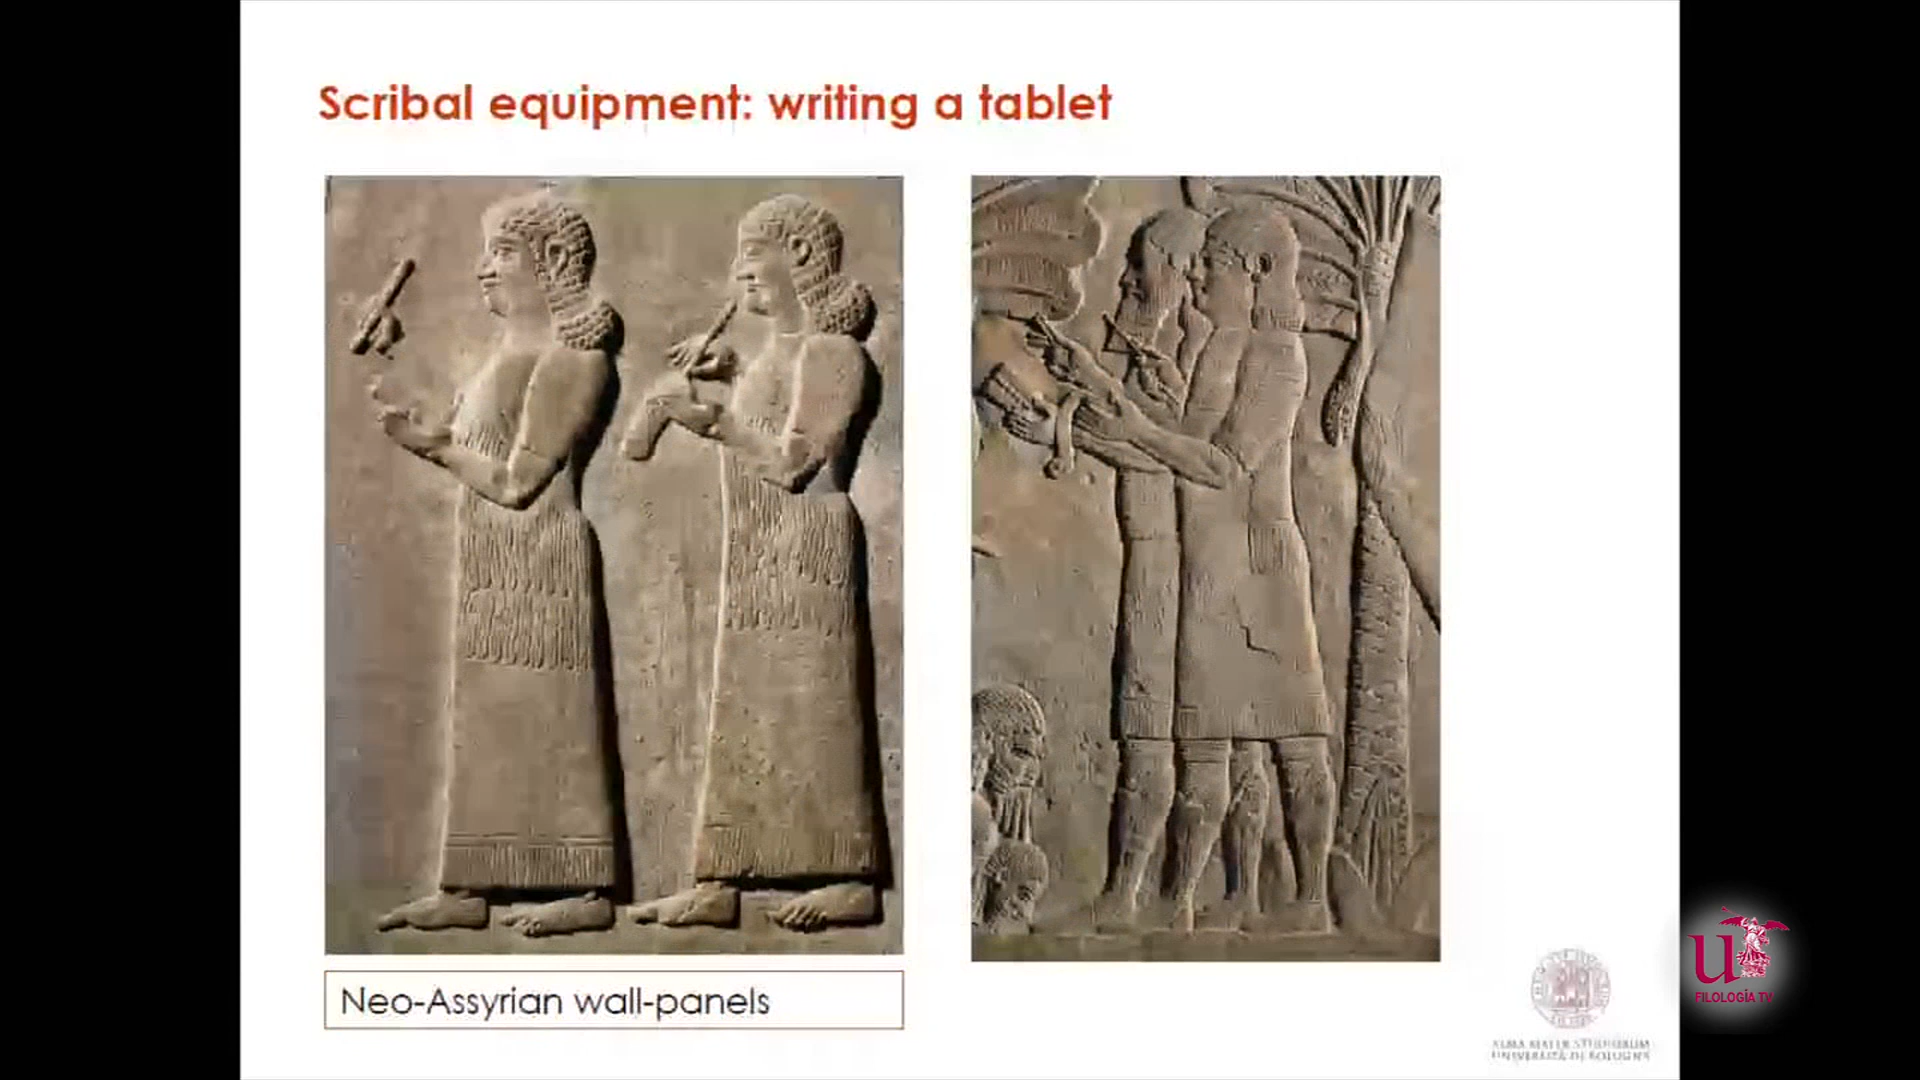 Scribal equipment: writing a tablet
Neo-Assyrian wall-panels
u
FILOLOGÍA TV
ALMA MATER STUDIORUM
UNIVERSITÀ DI BOLOGNA